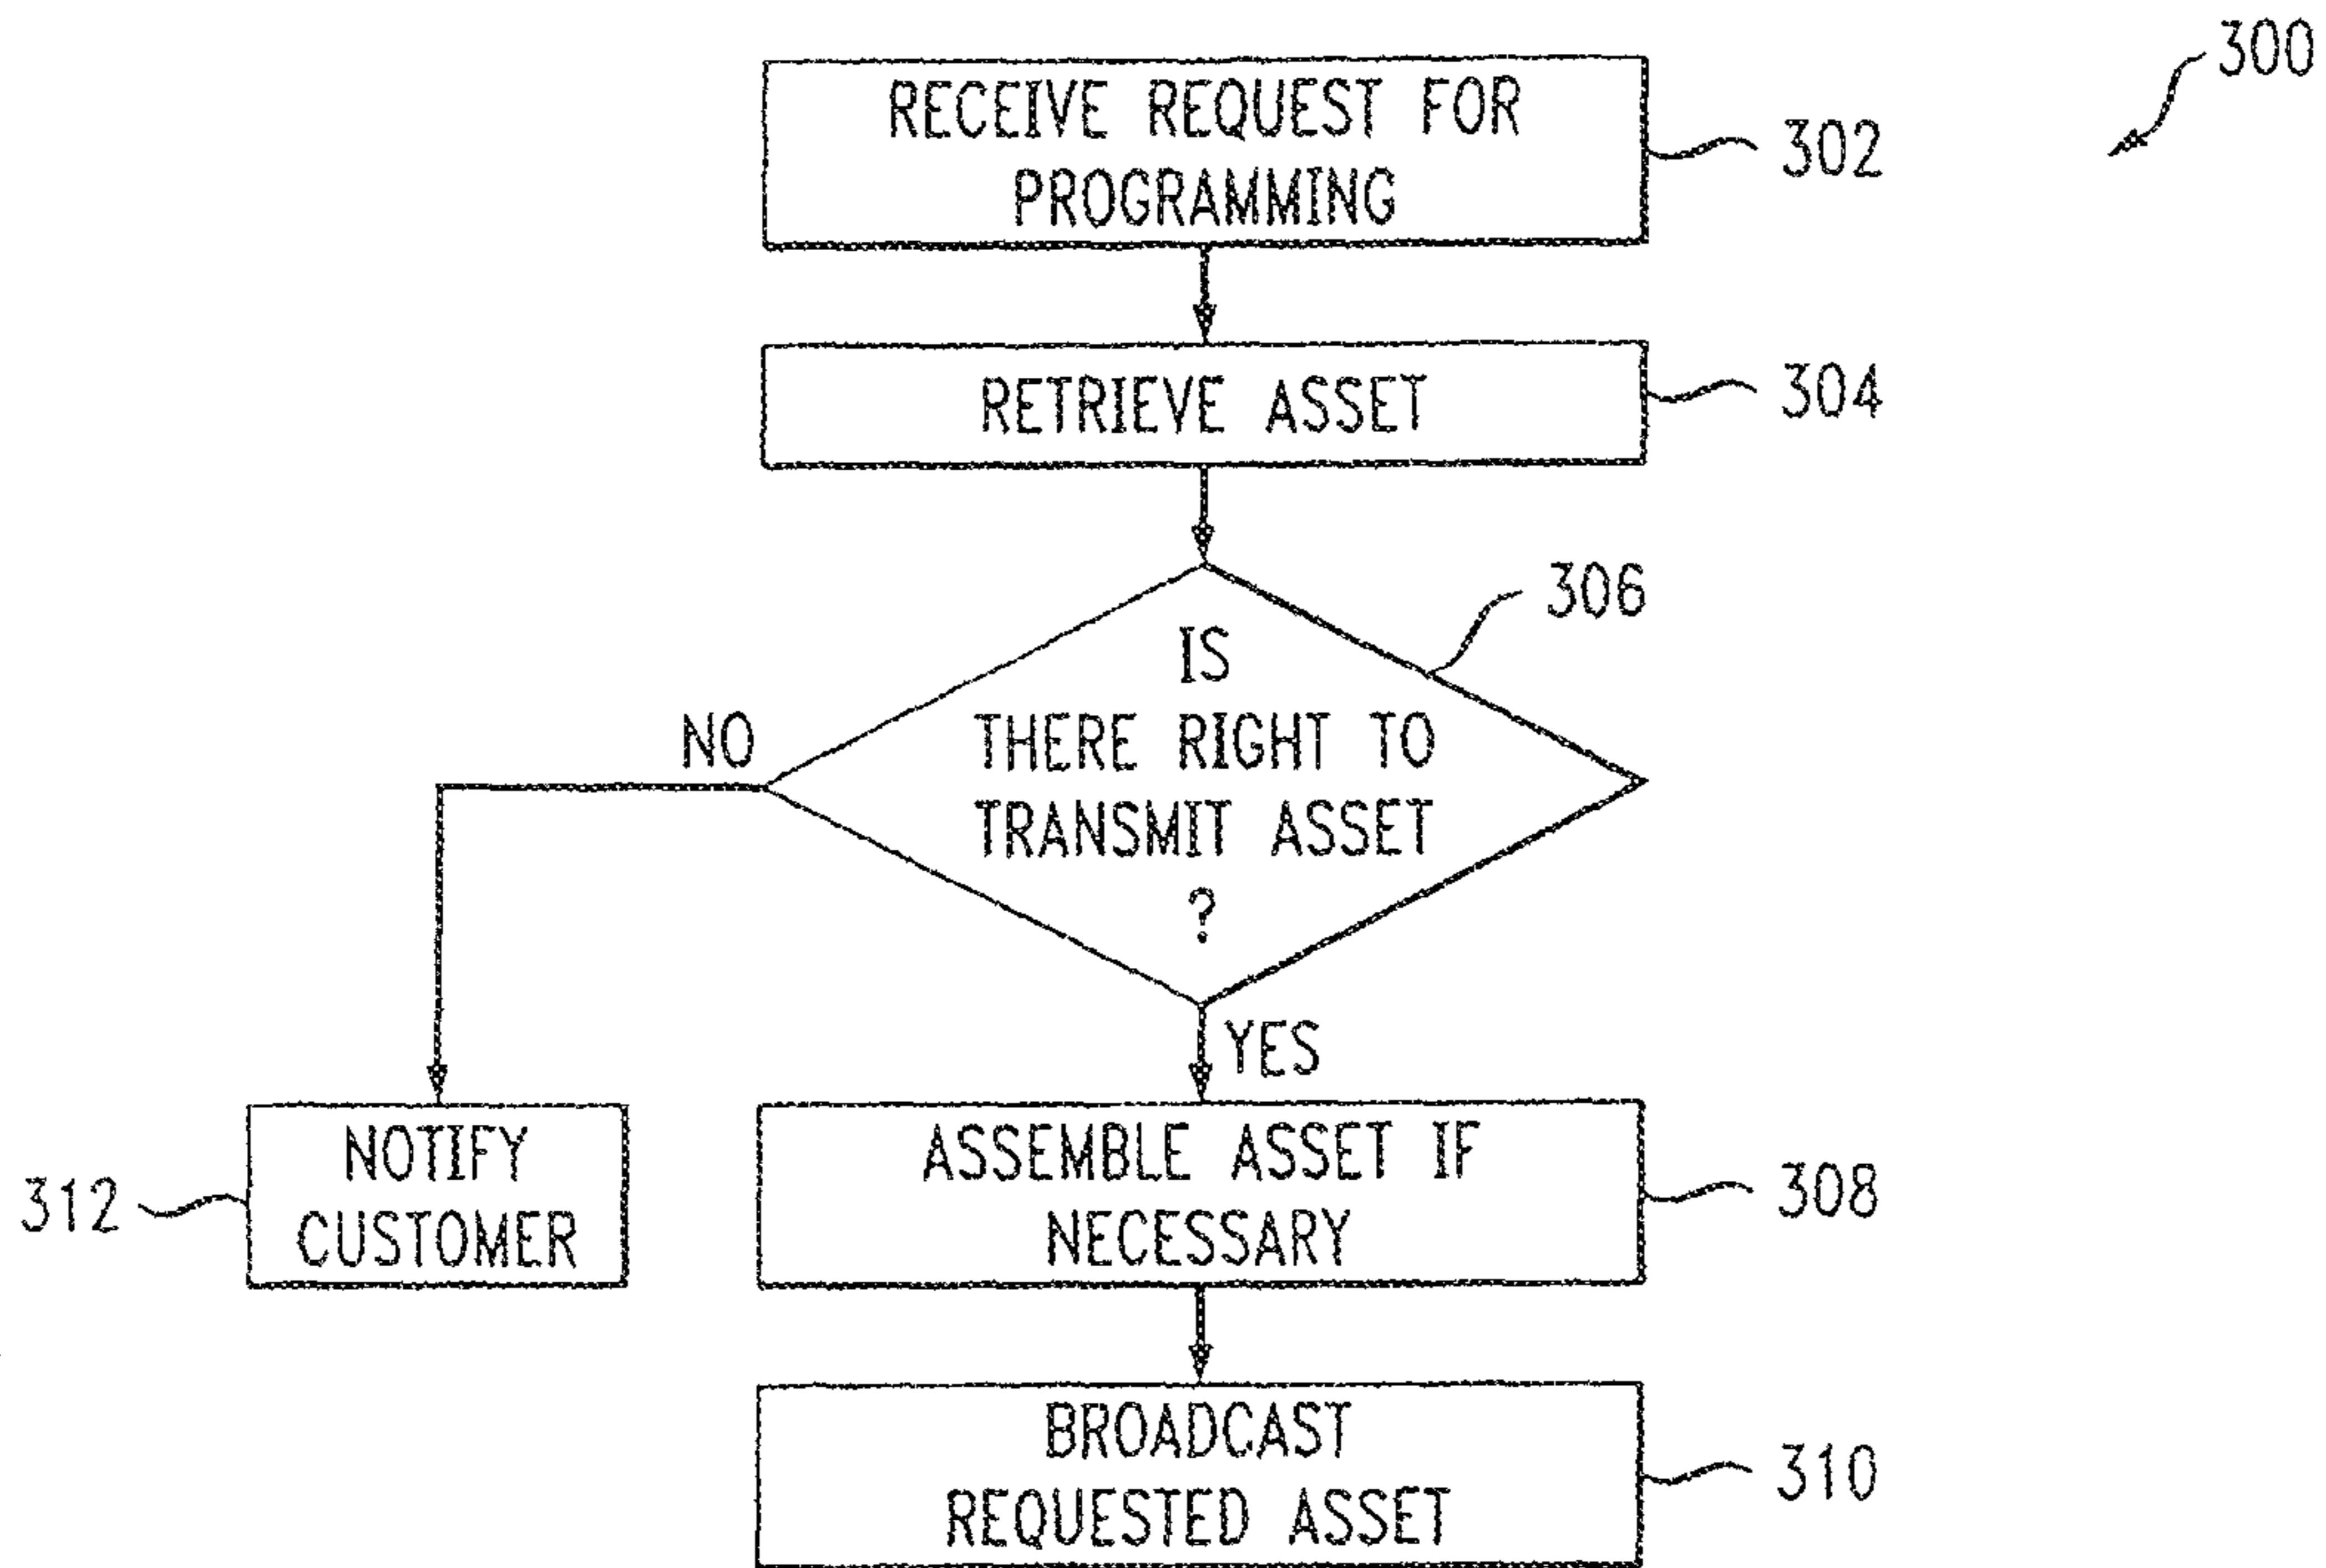 300
RECEIVE REQUEST FOR
PROGRAMMING
302
RETRIEVE ASSET
304
306
IS
THERE RIGHT TO
TRANSMIT ASSET
?
NO
YES
312
NOTIFY
CUSTOMER
ASSEMBLE ASSET IF
NECESSARY
308
BROADCAST
REQUESTED ASSET
310